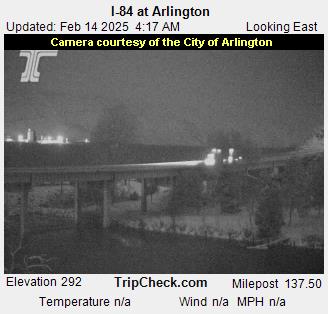 I-84 at Arlington
Updated: Feb 14 2025 4:17 AM Looking East
Camera courtesy of the City of Arlington
Elevation 292 TripCheck.com Milepost 137.50
Temperature n/a Wind n/a MPH n/a